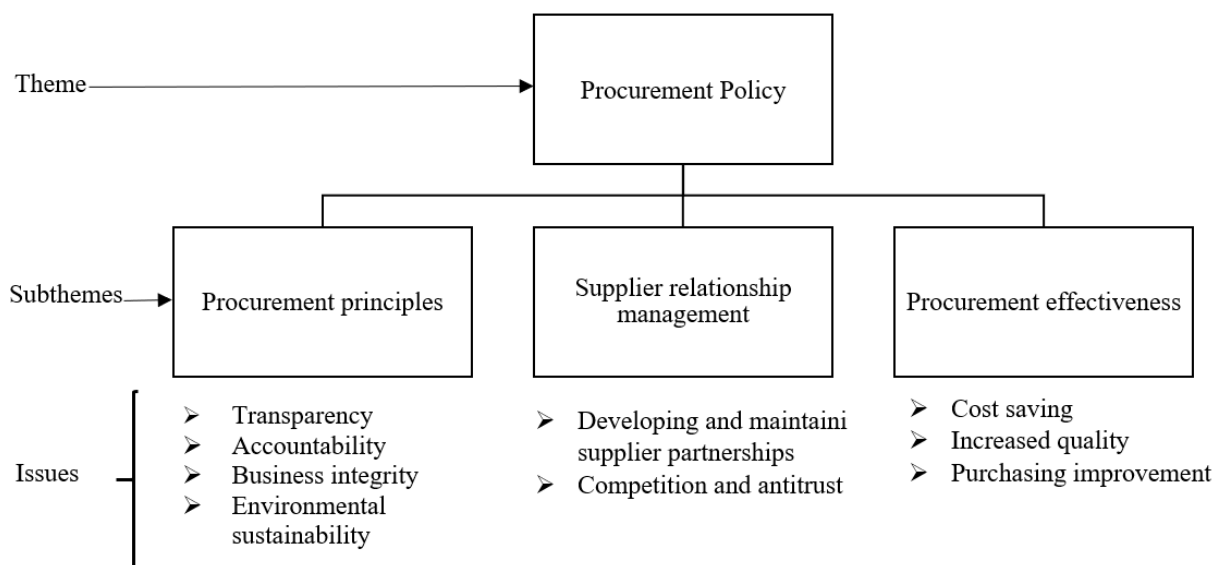 Theme
Procurement Policy
Subthemes
Procurement principles
Supplier relationship
management
Procurement effectiveness
Issues
Transparency
Accountability
Business integrity
Environmental
sustainability
Developing and maintaini
supplier partnerships
Competition and antitrust
Cost saving
Increased quality
Purchasing improvement